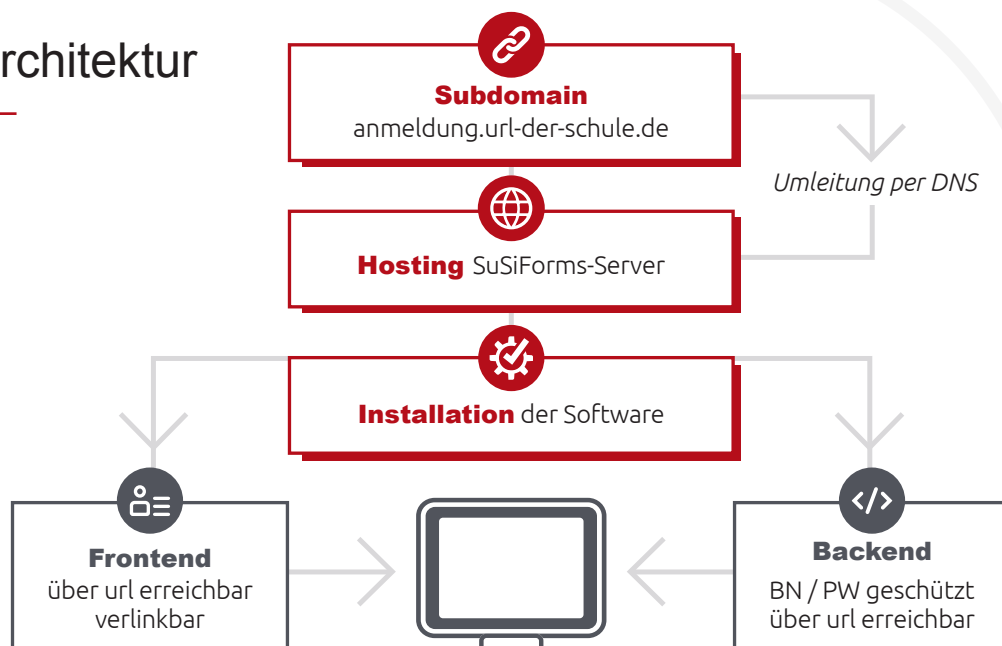 rchitektur
Subdomain
anmeldung.url-der-schule.de
Umleitung per DNS
Hosting SuSiForms-Server
Installation der Software
Frontend
über url erreichbar
verlinkbar
Backend
BN / PW geschützt
über url erreichbar